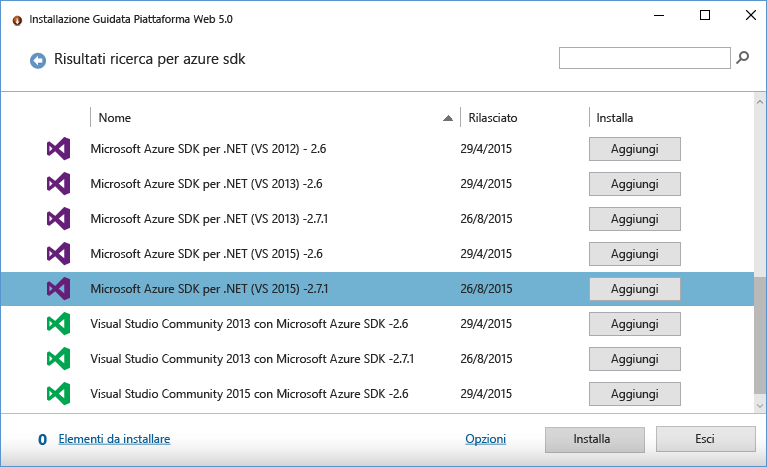 Installazione Guidata Piattaforma Web 5.0
Risultati ricerca per azure sdk
Nome Rilasciato Installa
Microsoft Azure SDK per .NET (VS 2012) - 2.6 29/4/2015 Aggiungi
Microsoft Azure SDK per .NET (VS 2013) -2.6 29/4/2015 Aggiungi
Microsoft Azure SDK per .NET (VS 2013) -2.7.1 26/8/2015 Aggiungi
Microsoft Azure SDK per .NET (VS 2015) -2.6 29/4/2015 Aggiungi
Microsoft Azure SDK per .NET (VS 2015) -2.7.1 26/8/2015 Aggiungi
Visual Studio Community 2013 con Microsoft Azure SDK -2.6 29/4/2015 Aggiungi
Visual Studio Community 2013 con Microsoft Azure SDK -2.7.1 26/8/2015 Aggiungi
Visual Studio Community 2015 con Microsoft Azure SDK -2.6 29/4/2015 Aggiungi
0 Elementi da installare Opzioni Installa Esci